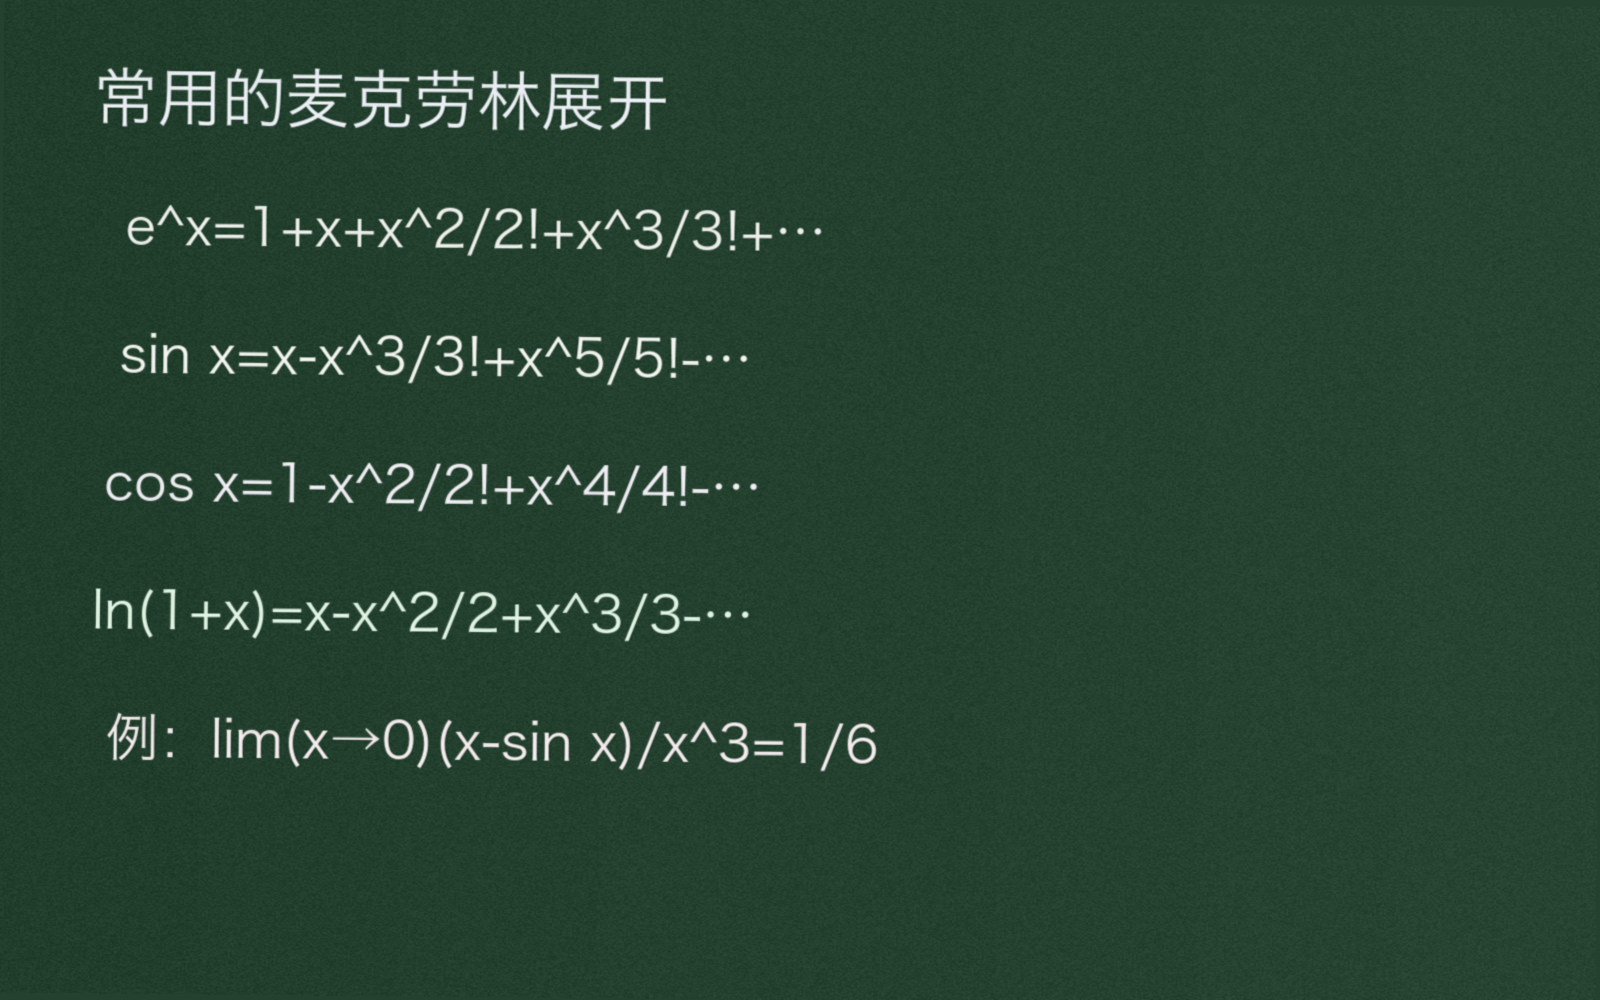 常用的麦克劳林展开
e^x=1+x+x^2/2!+x^3/3!+⋯
sin x=x-x^3/3!+x^5/5!-⋯
cos x=1-x^2/2!+x^4/4!-⋯
ln(1+x)=x-x^2/2+x^3/3-⋯
例：lim(x→0)(x-sin x)/x^3=1/6